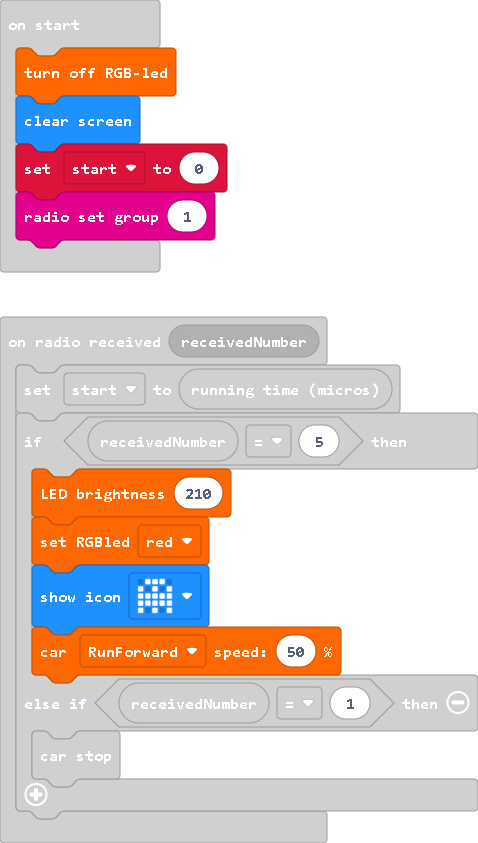 on start
turn off RGB-led
clear screen
set start to 0
radio set group 1
on radio received receivedNumber
set start to running time (micros)
if receivedNumber = 5 then
LED brightness 210
set RGBled red
show icon
car RunForward speed: 50 %
else if receivedNumber = 1 then
car stop